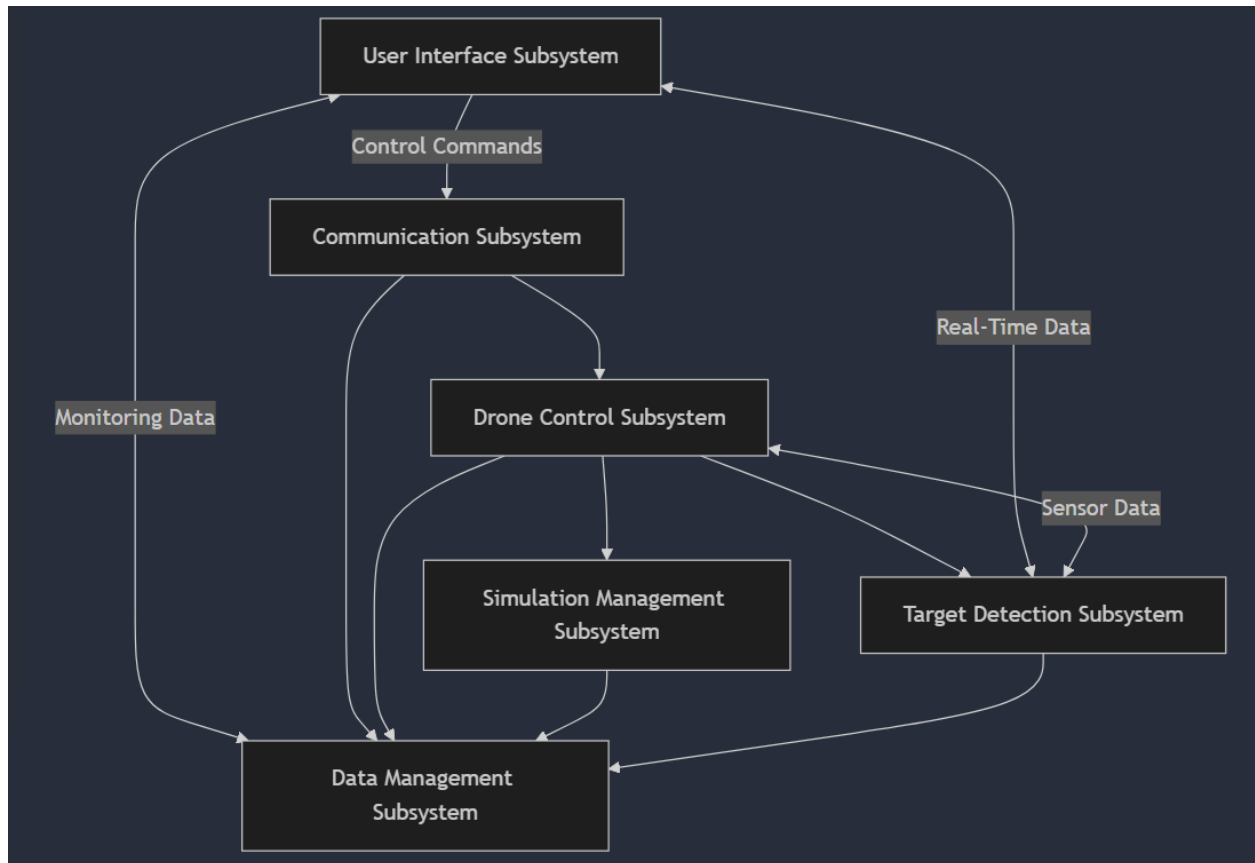 User Interface Subsystem
Control Commands
Communication Subsystem
Real-Time Data
Monitoring Data
Drone Control Subsystem
Sensor Data
Simulation Management
Subsystem
Target Detection Subsystem
Data Management
Subsystem